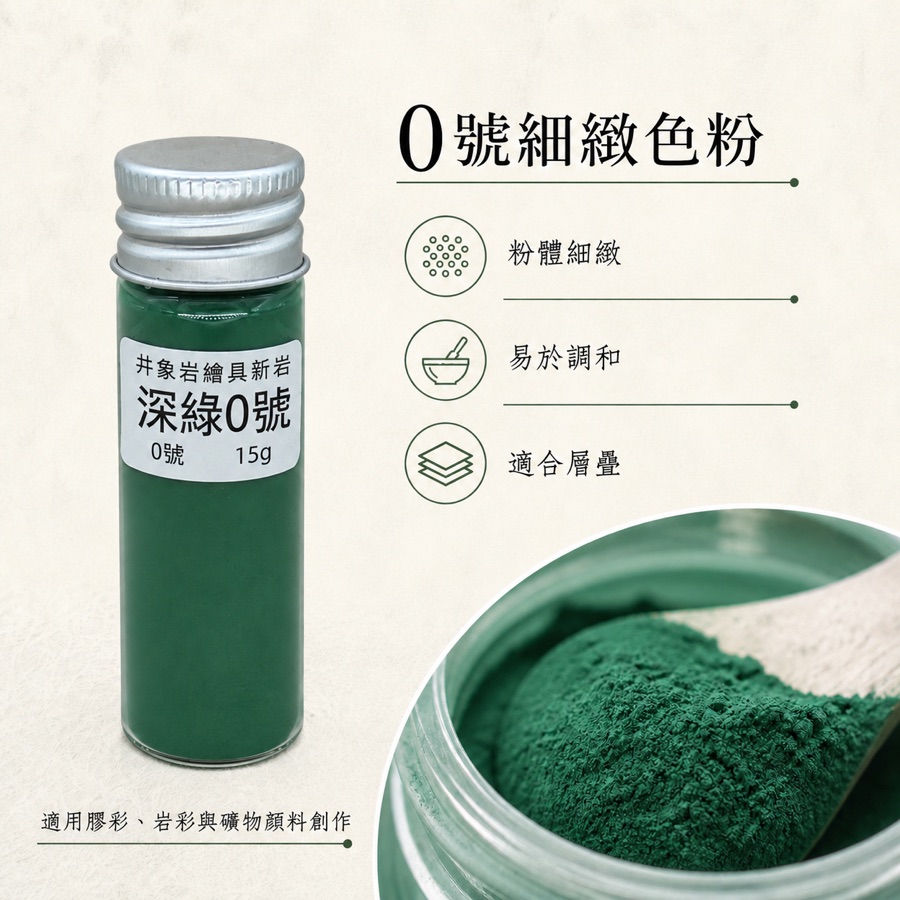 0號細緻色粉
粉體細緻
易於調和
適合層疊
井象岩繪具新岩
深綠0號
0號 15g
適用膠彩、岩彩與礦物顏料創作